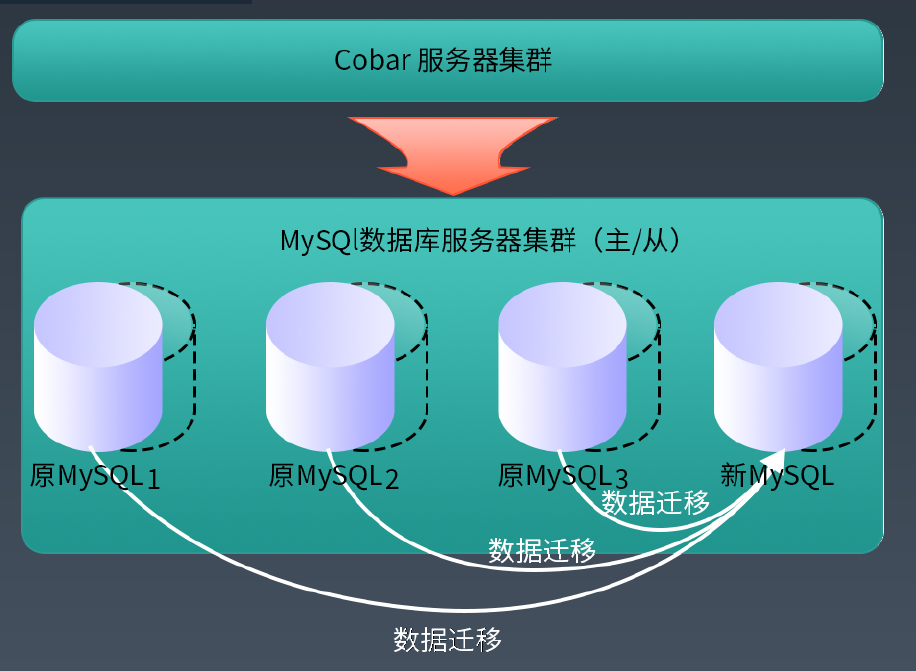 Cobar 服务器集群
MySQl数据库服务器集群（主/从）
原MySQL1
原MySQL2
原MySQL3
新MySQL
数据迁移
数据迁移
数据迁移